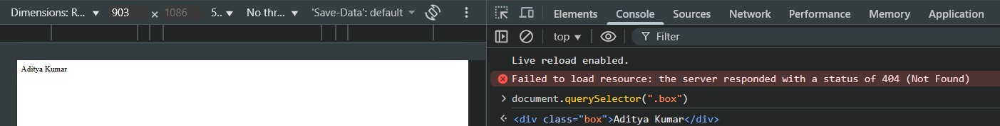 Dimensions: R... ▼ 903 × 1086 5... ▼ No thr... ▼ 'Save-Data': default ▼
Elements Console Sources Network Performance Memory Application
top ▼ Filter
Live reload enabled.
Failed to load resource: the server responded with a status of 404 (Not Found)
> document.querySelector(".box")
<div class="box">Aditya Kumar</div>
Aditya Kumar